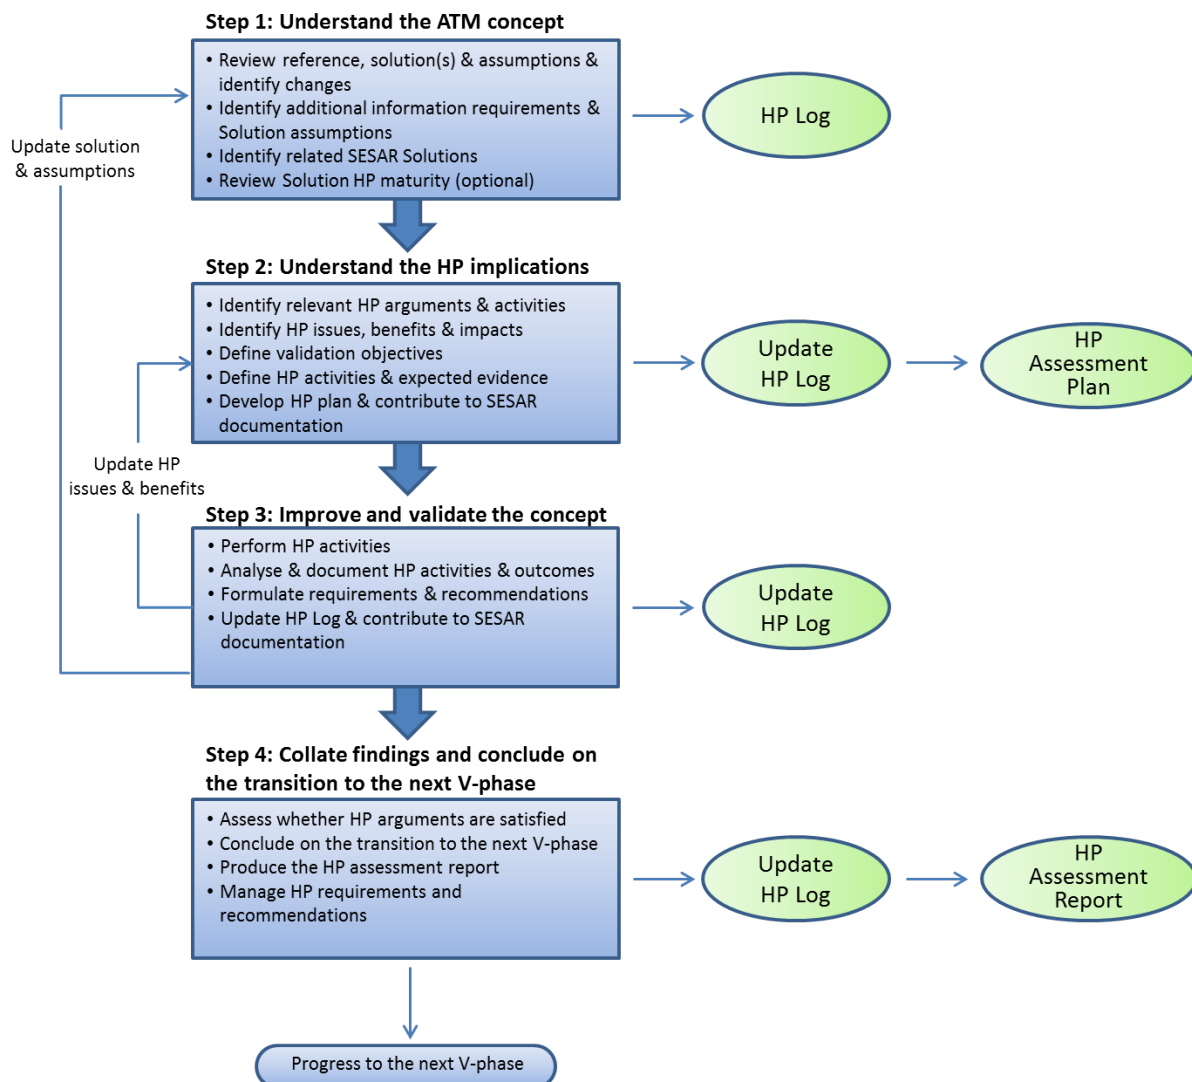 Step 1: Understand the ATM concept
• Review reference, solution(s) & assumptions &
identify changes
• Identify additional information requirements &
Solution assumptions
• Identify related SESAR Solutions
• Review Solution HP maturity (optional)
HP Log
Update solution
& assumptions
Step 2: Understand the HP implications
• Identify relevant HP arguments & activities
• Identify HP issues, benefits & impacts
• Define validation objectives
• Define HP activities & expected evidence
• Develop HP plan & contribute to SESAR
documentation
Update
HP Log
HP
Assessment
Plan
Update HP
issues & benefits
Step 3: Improve and validate the concept
• Perform HP activities
• Analyse & document HP activities & outcomes
• Formulate requirements & recommendations
• Update HP Log & contribute to SESAR
documentation
Update
HP Log
Step 4: Collate findings and conclude on
the transition to the next V-phase
• Assess whether HP arguments are satisfied
• Conclude on the transition to the next V-phase
• Produce the HP assessment report
• Manage HP requirements and
recommendations
Update
HP Log
HP
Assessment
Report
Progress to the next V-phase